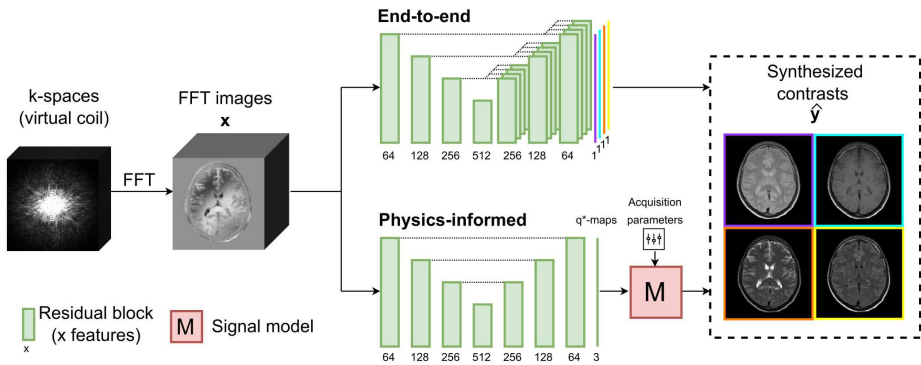 End-to-end
k-spaces
(virtual coil)
FFT images
x
FFT
64 128 256 512 256 128 64 1 1 1 1
Physics-informed
q*-maps
Acquisition
parameters
M
64 128 256 512 256 128 64 3
Synthesized
contrasts
ŷ
Residual block
(x features)
x
M Signal model